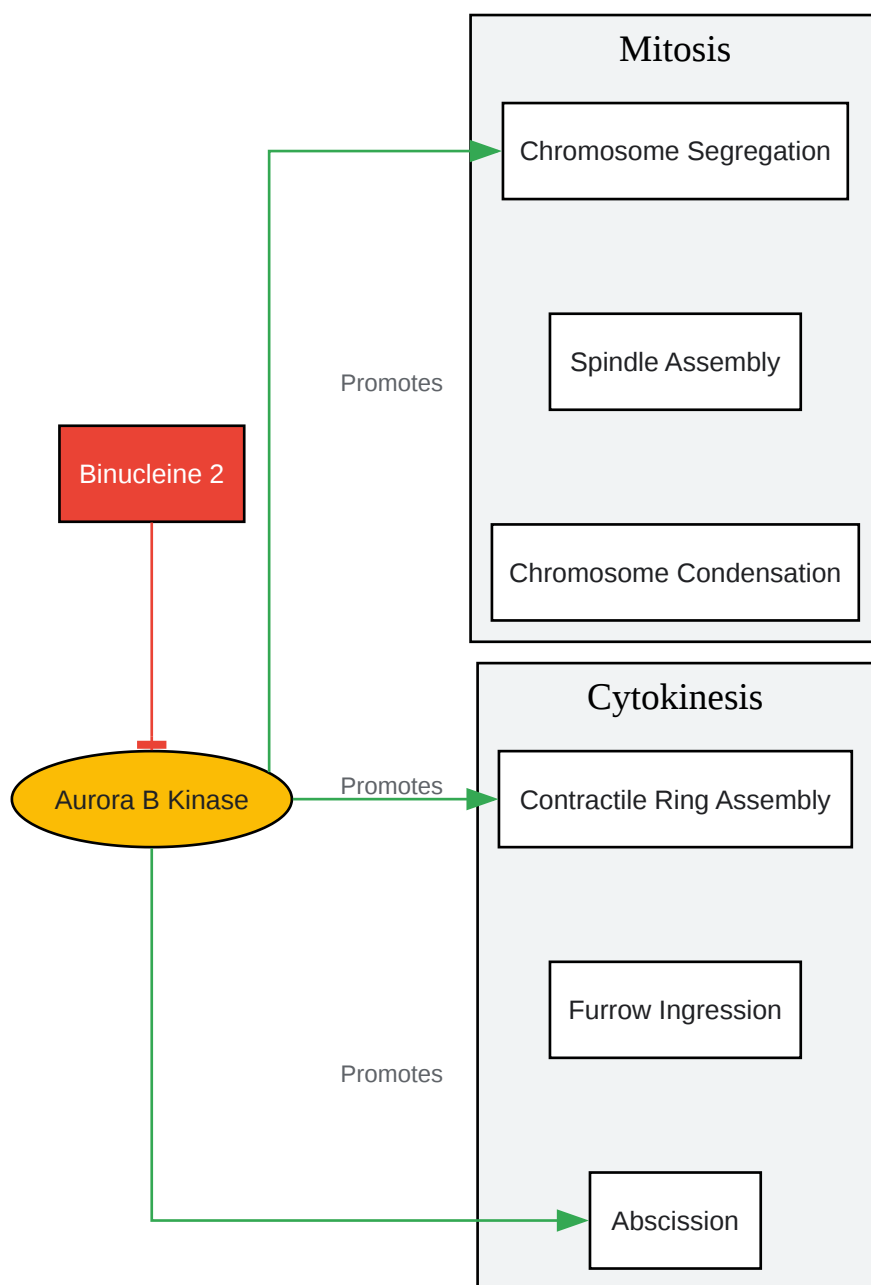 Mitosis
Chromosome Segregation
Spindle Assembly
Promotes
Binucleine 2
Chromosome Condensation
Cytokinesis
Aurora B Kinase
Promotes
Contractile Ring Assembly
Furrow Ingression
Promotes
Abscission